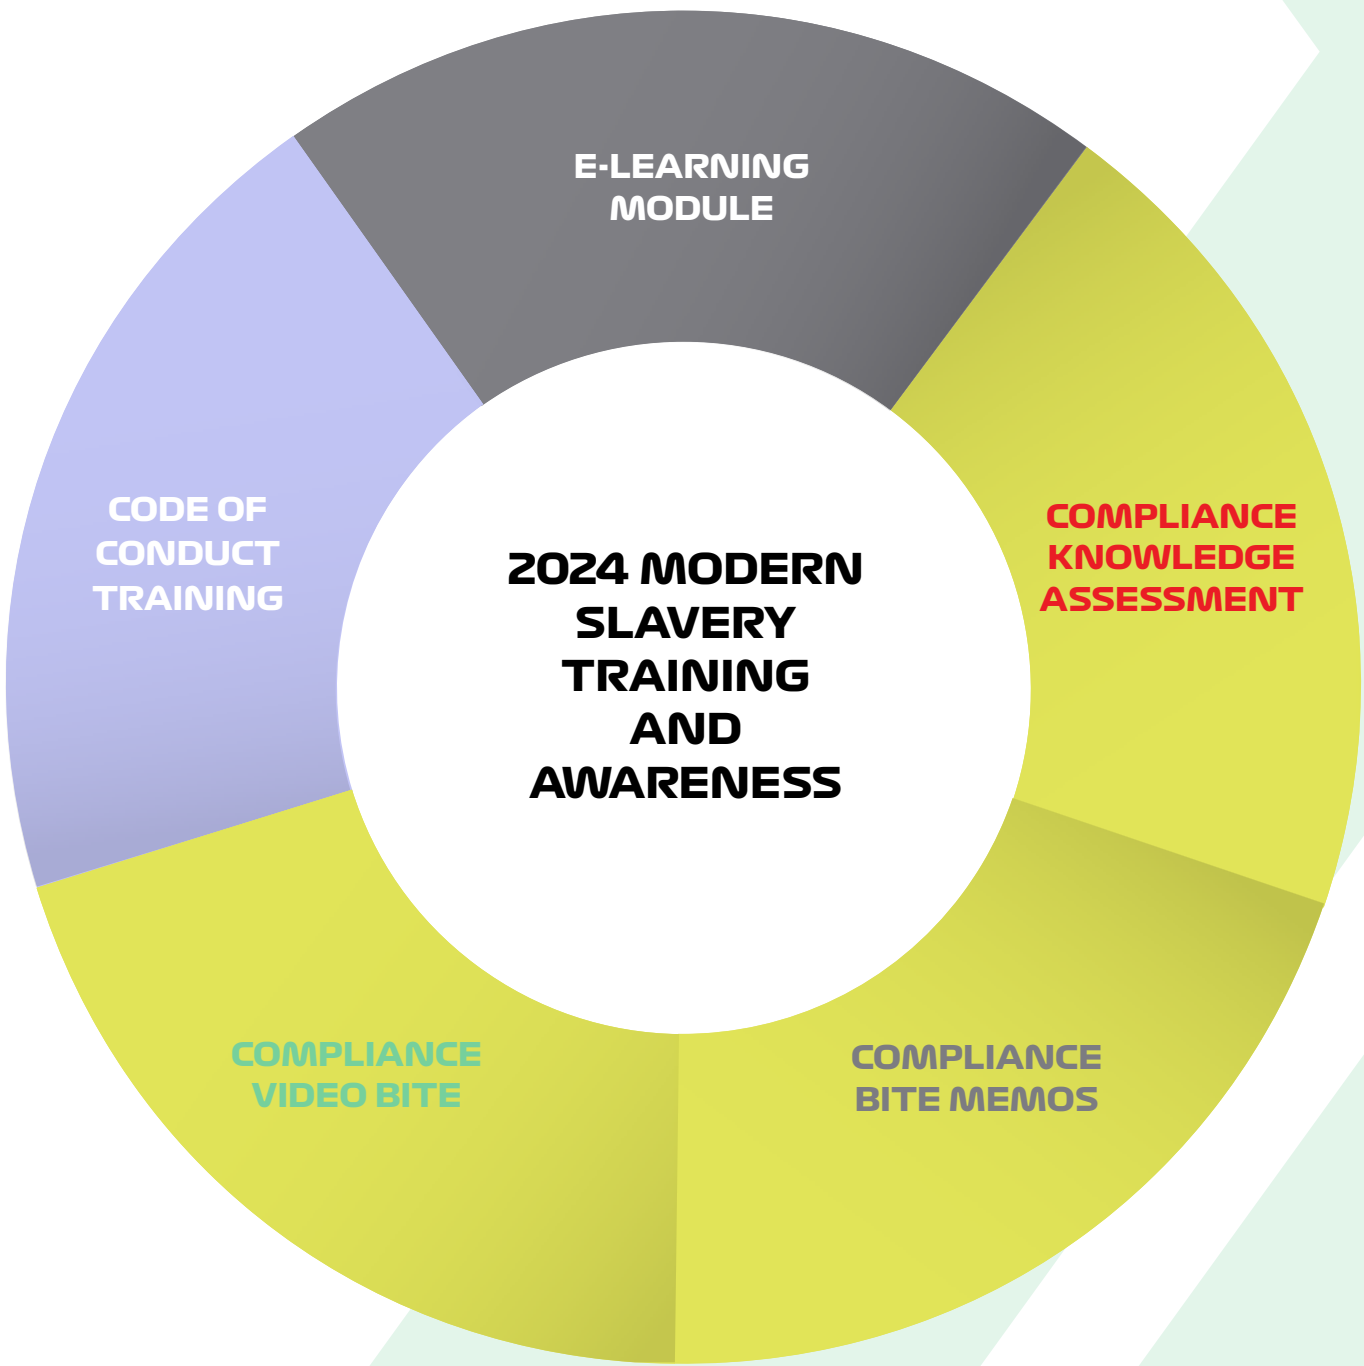 E-LEARNING
MODULE
COMPLIANCE
KNOWLEDGE
ASSESSMENT
COMPLIANCE
BITE MEMOS
COMPLIANCE
VIDEO BITE
CODE OF
CONDUCT
TRAINING
2024 MODERN
SLAVERY
TRAINING
AND
AWARENESS